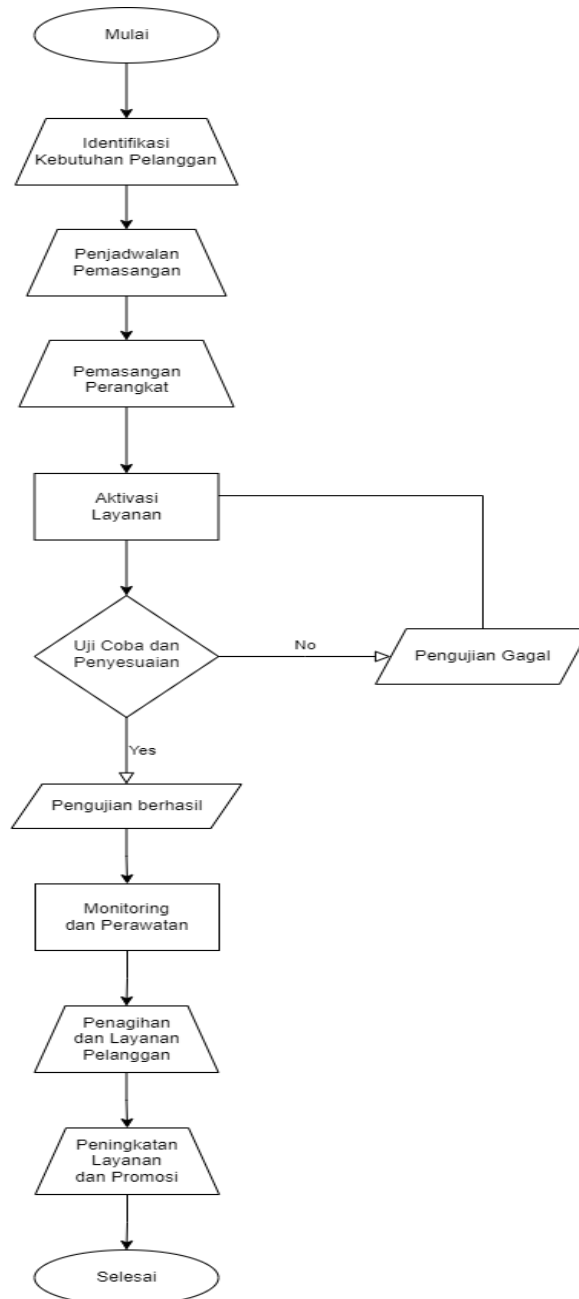 Mulai
Identifikasi
Kebutuhan Pelanggan
Penjadwalan
Pemasangan
Pemasangan
Perangkat
Aktivasi
Layanan
Uji Coba dan
Penyesuaian
No
Pengujian Gagal
Yes
Pengujian berhasil
Monitoring
dan Perawatan
Penagihan
dan Layanan
Pelanggan
Peningkatan
Layanan
dan Promosi
Selesai